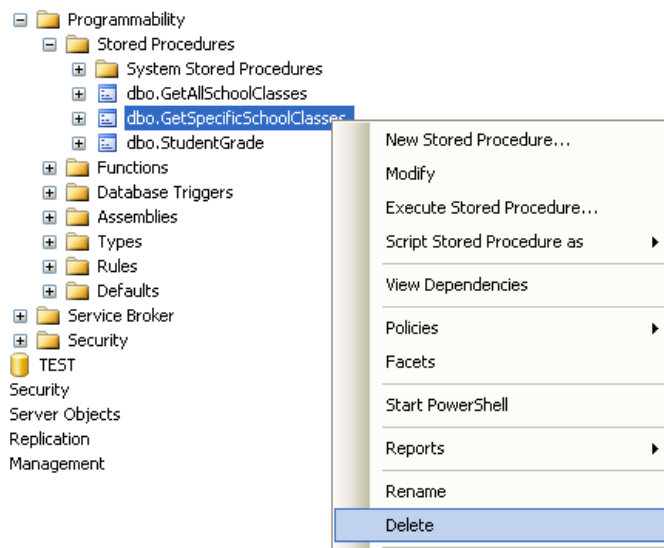 Programmability
Stored Procedures
System Stored Procedures
dbo.GetAllSchoolClasses
dbo.GetSpecificSchoolClasses
dbo.StudentGrade
Functions
Database Triggers
Assemblies
Types
Rules
Defaults
Service Broker
Security
TEST
Security
Server Objects
Replication
Management
New Stored Procedure...
Modify
Execute Stored Procedure...
Script Stored Procedure as
View Dependencies
Policies
Facets
Start PowerShell
Reports
Rename
Delete